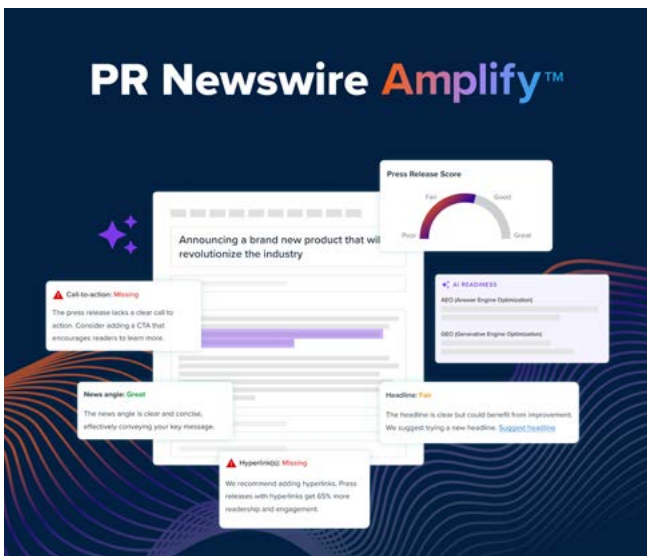 PR Newswire Amplify™
Press Release Score
Fair
Good
Poor
Great
Announcing a brand new product that will
revolutionize the industry
Call-to-action: Missing
The press release lacks a clear call to
action. Consider adding a CTA that
encourages readers to learn more.
AI READINESS
AEO (Answer Engine Optimization)
GEO (Generative Engine Optimization)
News angle: Great
The news angle is clear and concise,
effectively conveying your key message.
Headline: Fair
The headline is clear but could benefit from improvement.
We suggest trying a new headline. Suggest headline
Hyperlink(s): Missing
We recommend adding hyperlinks. Press
releases with hyperlinks get 65% more
readership and engagement.